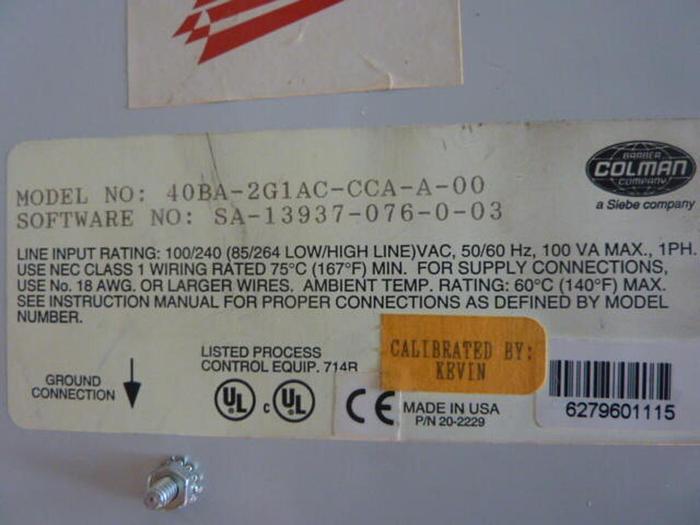 BARBER
COLMAN
COMPANY
a Siebe company
MODEL NO: 40BA-2G1AC-CCA-A-00
SOFTWARE NO: SA-13937-076-0-03
LINE INPUT RATING: 100/240 (85/264 LOW/HIGH LINE)VAC, 50/60 Hz, 100 VA MAX., 1PH.
USE NEC CLASS 1 WIRING RATED 75°C (167°F) MIN. FOR SUPPLY CONNECTIONS,
USE No. 18 AWG. OR LARGER WIRES. AMBIENT TEMP. RATING: 60°C (140°F) MAX.
SEE INSTRUCTION MANUAL FOR PROPER CONNECTIONS AS DEFINED BY MODEL
NUMBER.
GROUND
CONNECTION
LISTED PROCESS
CONTROL EQUIP. 714R
UL c UL
CE
CALIBRATED BY:
KEVIN
MADE IN USA
P/N 20-2229
6279601115